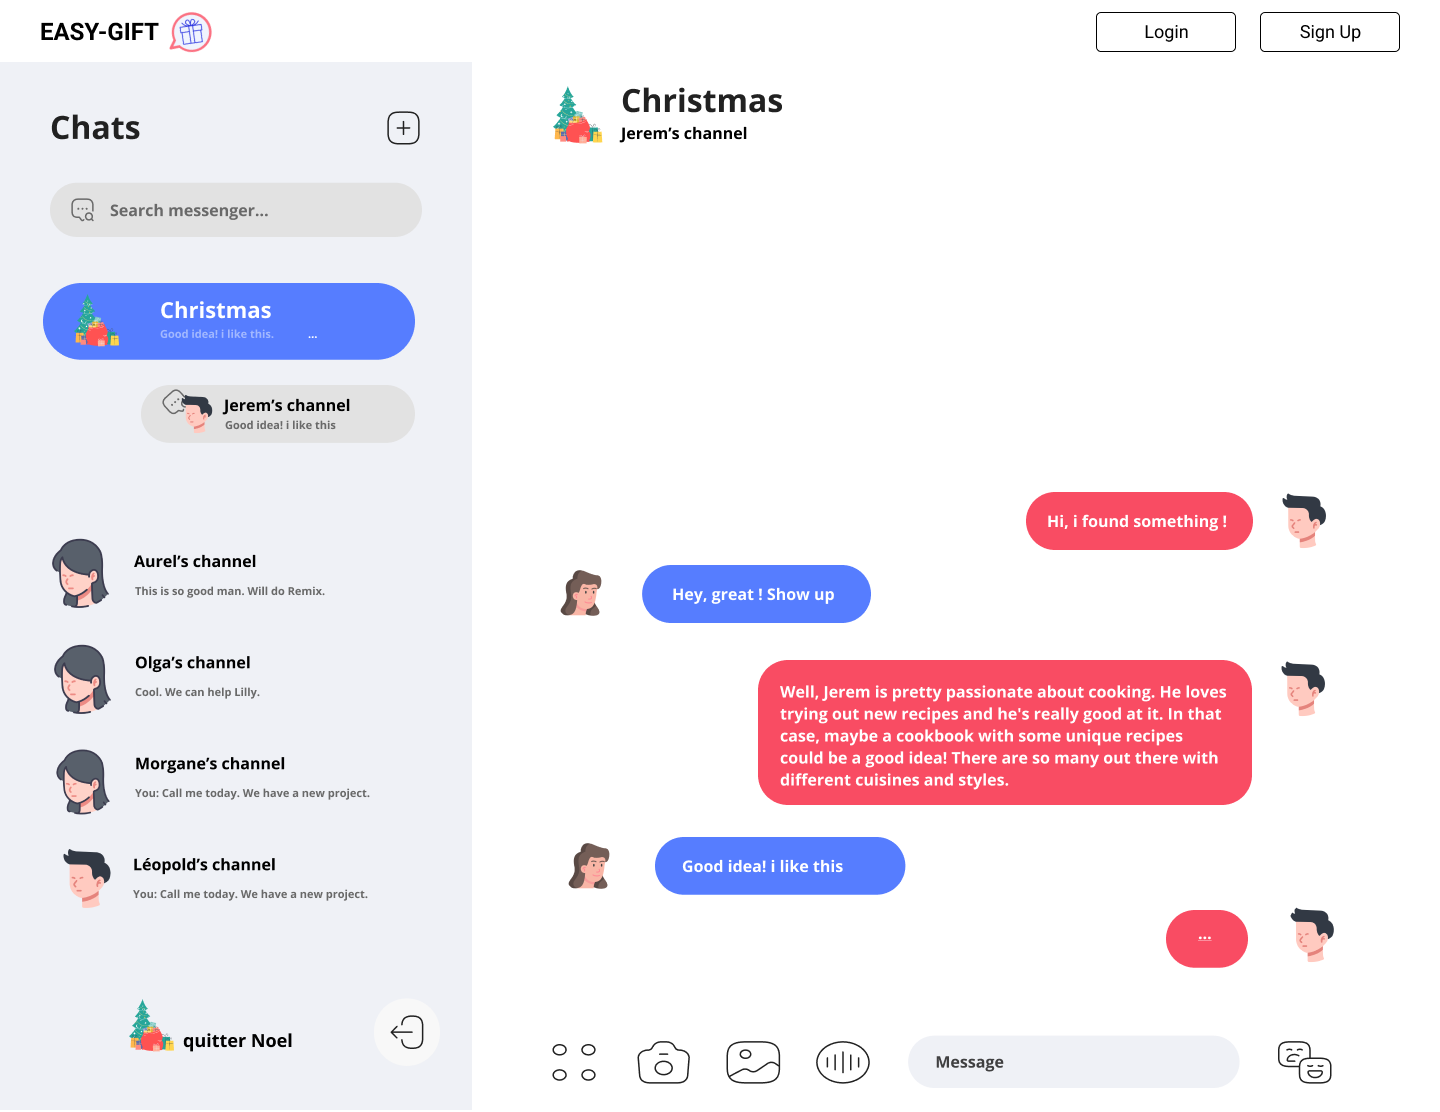 EASY-GIFT
Login
Sign Up
Chats
Search messenger...
Christmas
Good idea! i like this.
...
Jerem's channel
Good idea! i like this
Aurel's channel
This is so good man. Will do Remix.
Olga's channel
Cool. We can help Lilly.
Morgane's channel
You: Call me today. We have a new project.
Léopold's channel
You: Call me today. We have a new project.
quitter Noel
Christmas
Jerem's channel
Hi, i found something !
Hey, great ! Show up
Well, Jerem is pretty passionate about cooking. He loves
trying out new recipes and he's really good at it. In that
case, maybe a cookbook with some unique recipes
could be a good idea! There are so many out there with
different cuisines and styles.
Good idea! i like this
...
Message